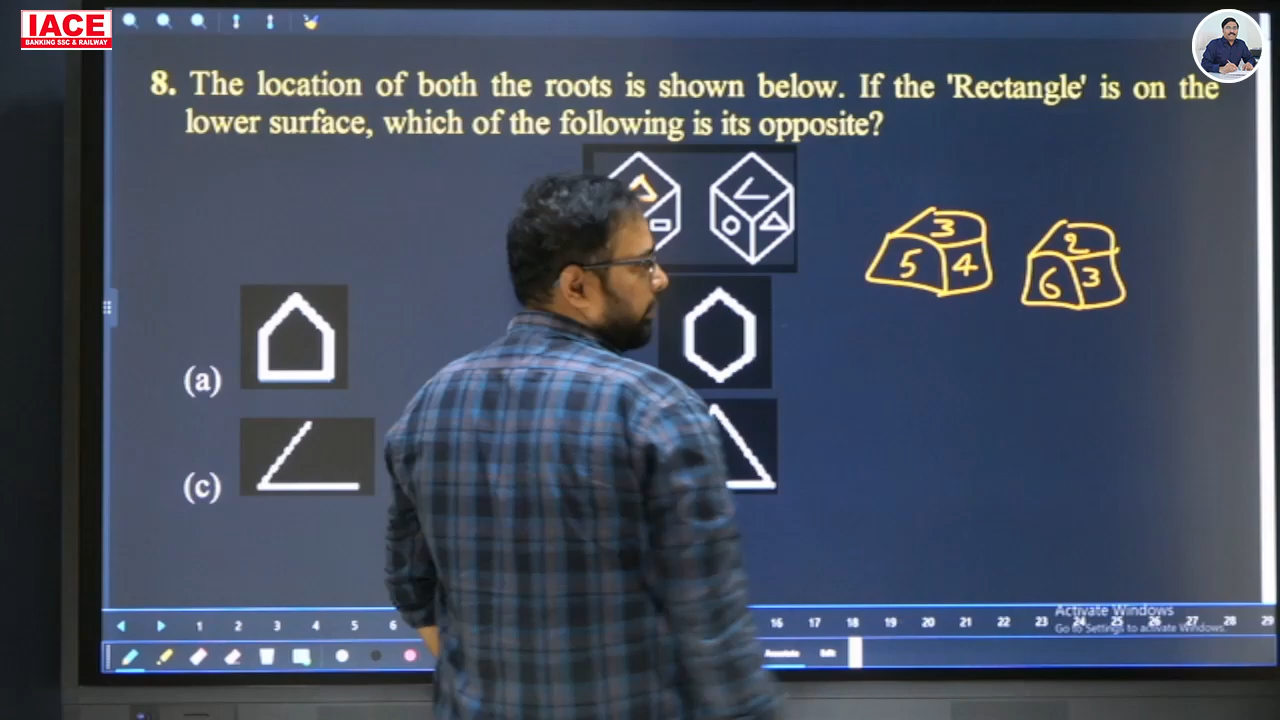 IACE
BANKING SSC & RAILWAY
8. The location of both the roots is shown below. If the 'Rectangle' is on the
lower surface, which of the following is its opposite?
3
5 4
2
6 3
(a)
(c)
Activate Windows
Go to Settings to activate Windows.
1 2 3 4 5 6 16 17 18 19 20 21 22 23 24 25 26 27 28 29
Annotate Edit